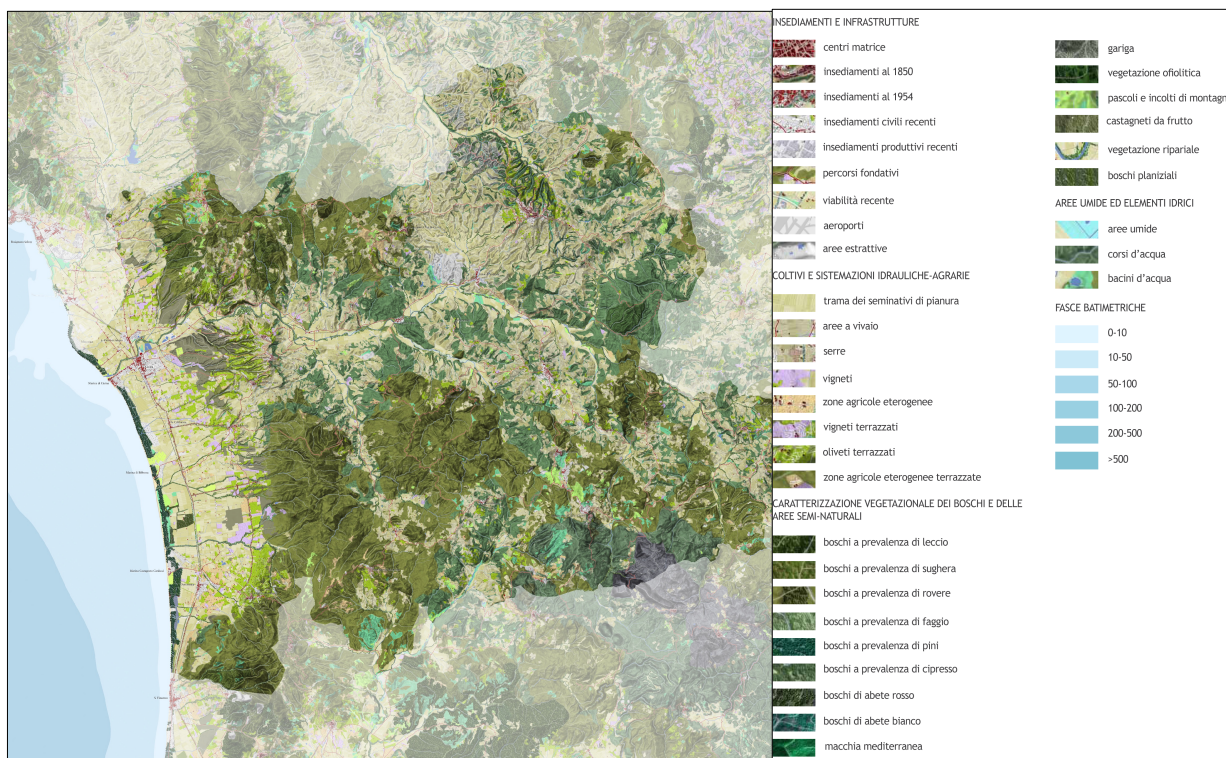 INSEDIAMENTI E INFRASTRUTTURE
centri matrice
insediamenti al 1850
insediamenti al 1954
insediamenti civili recenti
insediamenti produttivi recenti
percorsi fondativi
viabilità recente
aeroporti
aree estrattive
COLTIVI E SISTEMAZIONI IDRAULICHE-AGRARIE
trama dei seminativi di pianura
aree a vivaio
serre
vigneti
zone agricole eterogenee
vigneti terrazzati
oliveti terrazzati
zone agricole eterogenee terrazzate
CARATTERIZZAZIONE VEGETAZIONALE DEI BOSCHI E DELLE
AREE SEMI-NATURALI
boschi a prevalenza di leccio
boschi a prevalenza di sughera
boschi a prevalenza di rovere
boschi a prevalenza di faggio
boschi a prevalenza di pini
boschi a prevalenza di cipresso
boschi di abete rosso
boschi di abete bianco
macchia mediterranea
gariga
vegetazione ofiolitica
pascoli e incolti di montagn
castagneti da frutto
vegetazione ripariale
boschi planiziali
AREE UMIDE ED ELEMENTI IDRICI
aree umide
corsi d'acqua
bacini d'acqua
FASCE BATIMETRICHE
0-10
10-50
50-100
100-200
200-500
>500